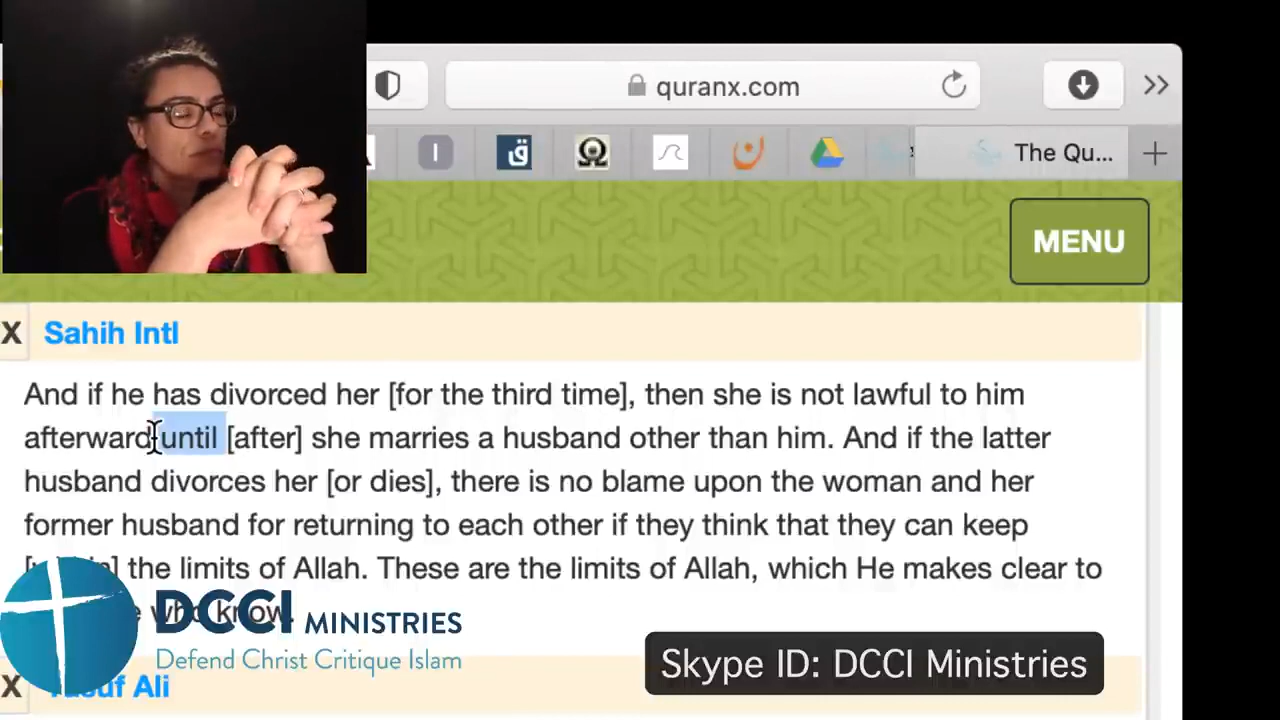 quranx.com
The Qu...
MENU
X Sahih Intl
And if he has divorced her [for the third time], then she is not lawful to him
afterward until [after] she marries a husband other than him. And if the latter
husband divorces her [or dies], there is no blame upon the woman and her
former husband for returning to each other if they think that they can keep
the limits of Allah. These are the limits of Allah, which He makes clear to
who know.
DCCI MINISTRIES
Defend Christ Critique Islam
Skype ID: DCCI Ministries
X Yusuf Ali
ق
Ω
I